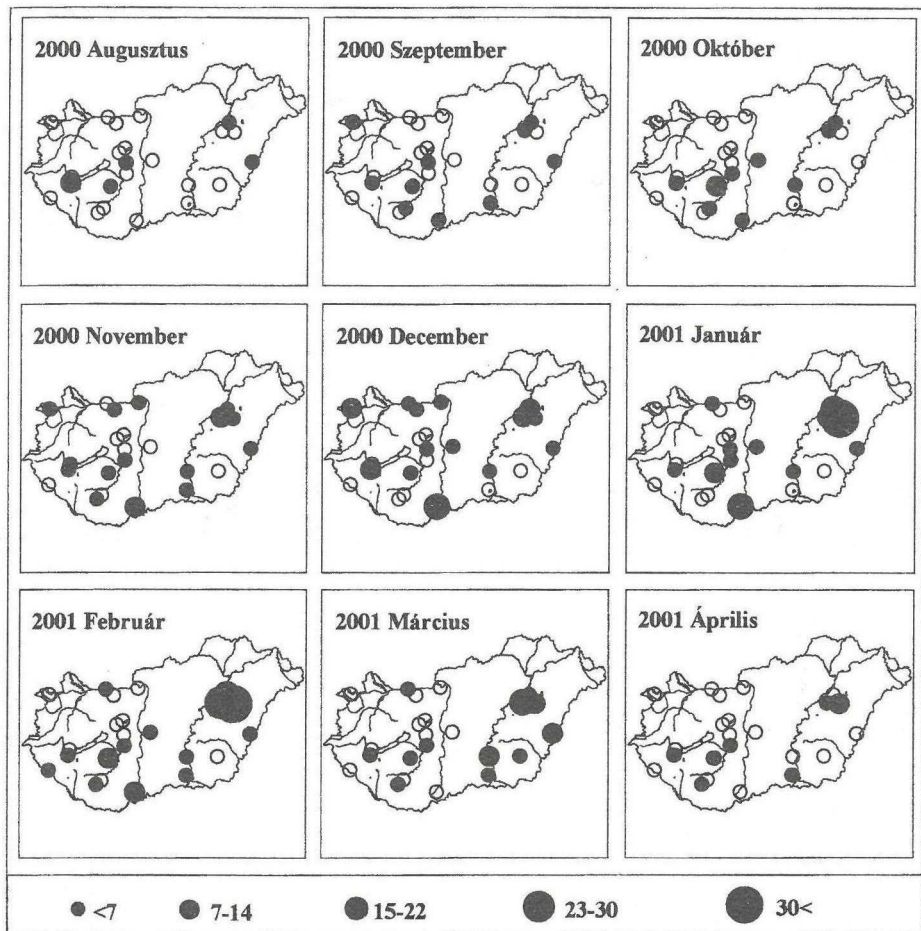 2000 Augusztus 2000 Szeptember 2000 Október
2000 November 2000 December 2001 Január
2001 Február 2001 Március 2001 Április
<7 7-14 15-22 23-30 30<